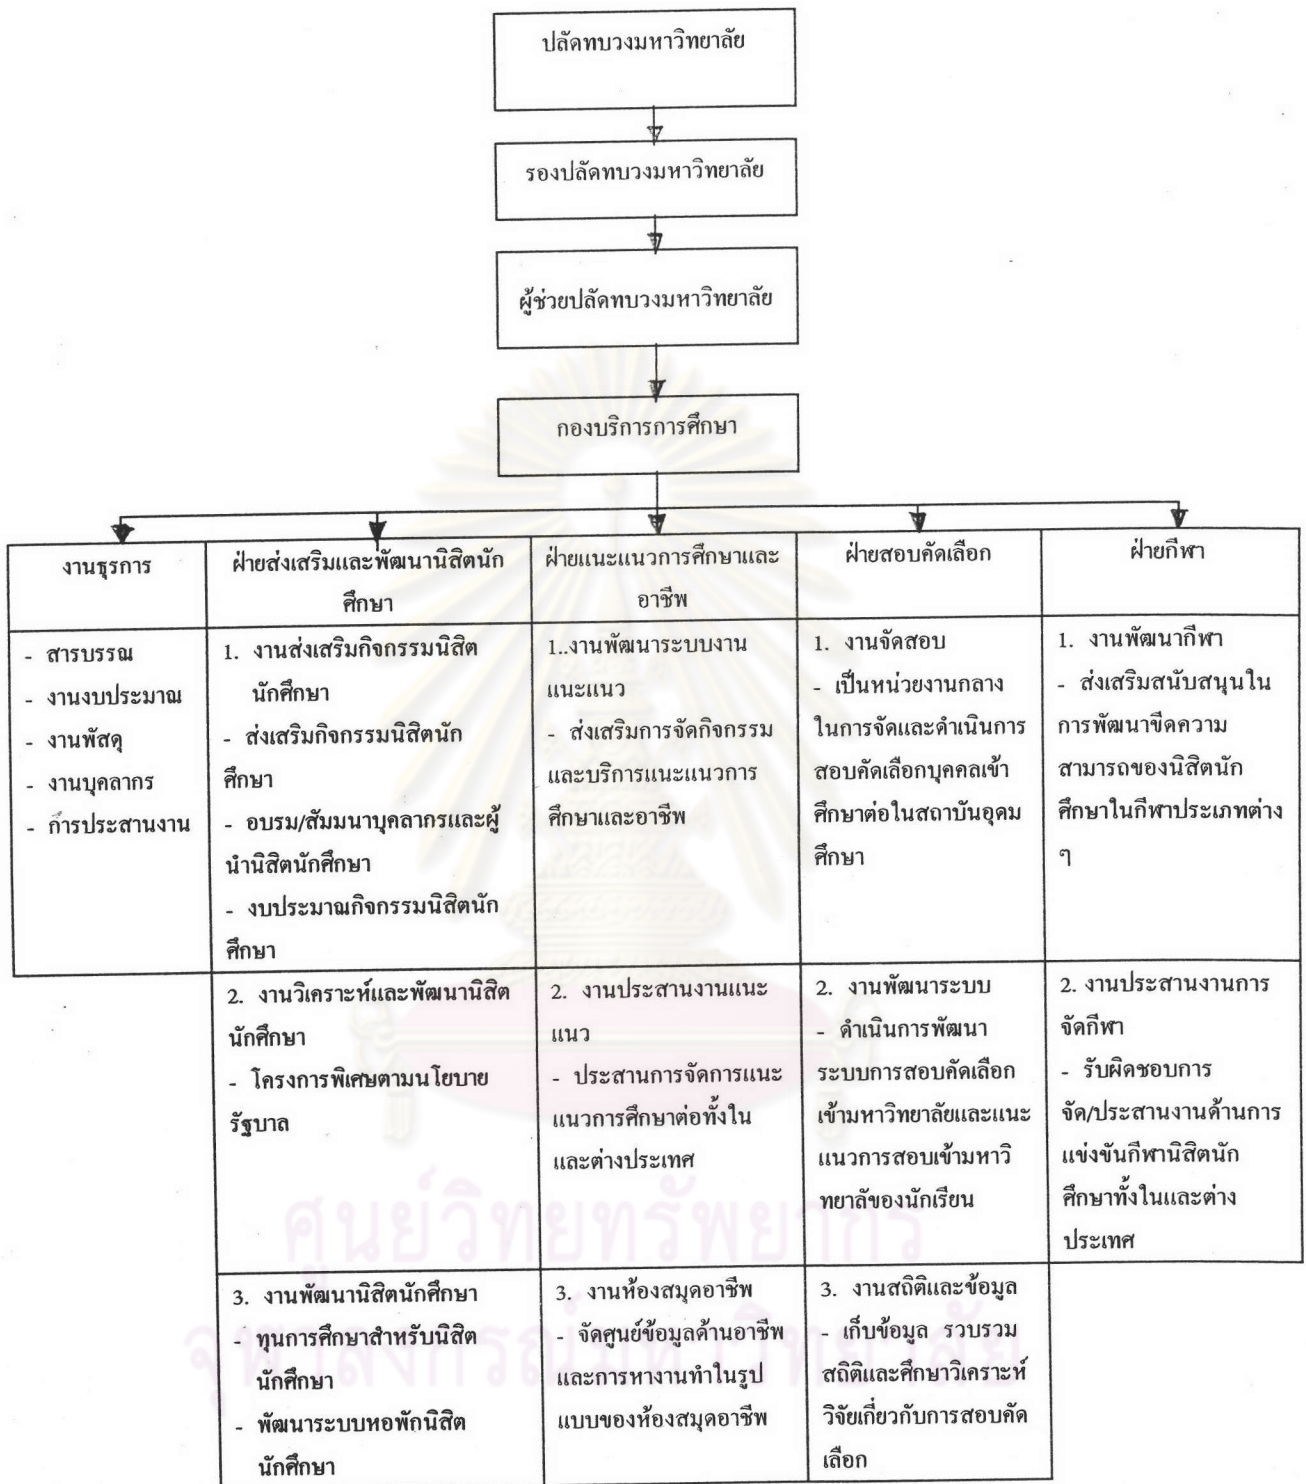 ปลัดทบวงมหาวิทยาลัย
รองปลัดทบวงมหาวิทยาลัย
ผู้ช่วยปลัดทบวงมหาวิทยาลัย
กองบริการการศึกษา
งานธุรการ
- สารบรรณ
- งานงบประมาณ
- งานพัสดุ
- งานบุคลากร
- การประสานงาน
ฝ่ายส่งเสริมและพัฒนานิสิตนัก
ศึกษา
1. งานส่งเสริมกิจกรรมนิสิต
นักศึกษา
- ส่งเสริมกิจกรรมนิสิตนัก
ศึกษา
- อบรม/สัมมนาบุคลากรและผู้
นำนิสิตนักศึกษา
- งบประมาณกิจกรรมนิสิตนัก
ศึกษา
2. งานวิเคราะห์และพัฒนานิสิต
นักศึกษา
- โครงการพิเศษตามนโยบาย
รัฐบาล
3. งานพัฒนานิสิตนักศึกษา
- ทุนการศึกษาสำหรับนิสิต
นักศึกษา
- พัฒนาระบบหอพักนิสิต
นักศึกษา
ฝ่ายแนะแนวการศึกษาและ
อาชีพ
1..งานพัฒนาระบบงาน
แนะแนว
- ส่งเสริมการจัดกิจกรรม
และบริการแนะแนวการ
ศึกษาและอาชีพ
2. งานประสานงานแนะ
แนว
- ประสานการจัดการแนะ
แนวการศึกษาต่อทั้งใน
และต่างประเทศ
3. งานห้องสมุดอาชีพ
- จัดศูนย์ข้อมูลด้านอาชีพ
และการหางานทำในรูป
แบบของห้องสมุดอาชีพ
ฝ่ายสอบคัดเลือก
1. งานจัดสอบ
- เป็นหน่วยงานกลาง
ในการจัดและดำเนินการ
สอบคัดเลือกบุคคลเข้า
ศึกษาต่อในสถาบันอุดม
ศึกษา
2. งานพัฒนาระบบ
- ดำเนินการพัฒนา
ระบบการสอบคัดเลือก
เข้ามหาวิทยาลัยและแนะ
แนวการสอบเข้ามหาวิ
ทยาลัของนักเรียน
3. งานสถิติและข้อมูล
- เก็บข้อมูล รวบรวม
สถิติและศึกษาวิเคราะห์
วิจัยเกี่ยวกับการสอบคัด
เลือก
ฝ่ายกีฬา
1. งานพัฒนากีฬา
- ส่งเสริมสนับสนุนใน
การพัฒนาขีดความ
สามารถของนิสิตนัก
ศึกษาในกีฬาประเภทต่าง
ๆ
2. งานประสานงานการ
จัดกีฬา
- รับผิดชอบการ
จัด/ประสานงานด้านการ
แข่งขันกีฬานิสิตนัก
ศึกษาทั้งในและต่าง
ประเทศ
ศูนย์วิทยทรัพยากร
จุฬาลงกรณ์มหาวิทยาลัย